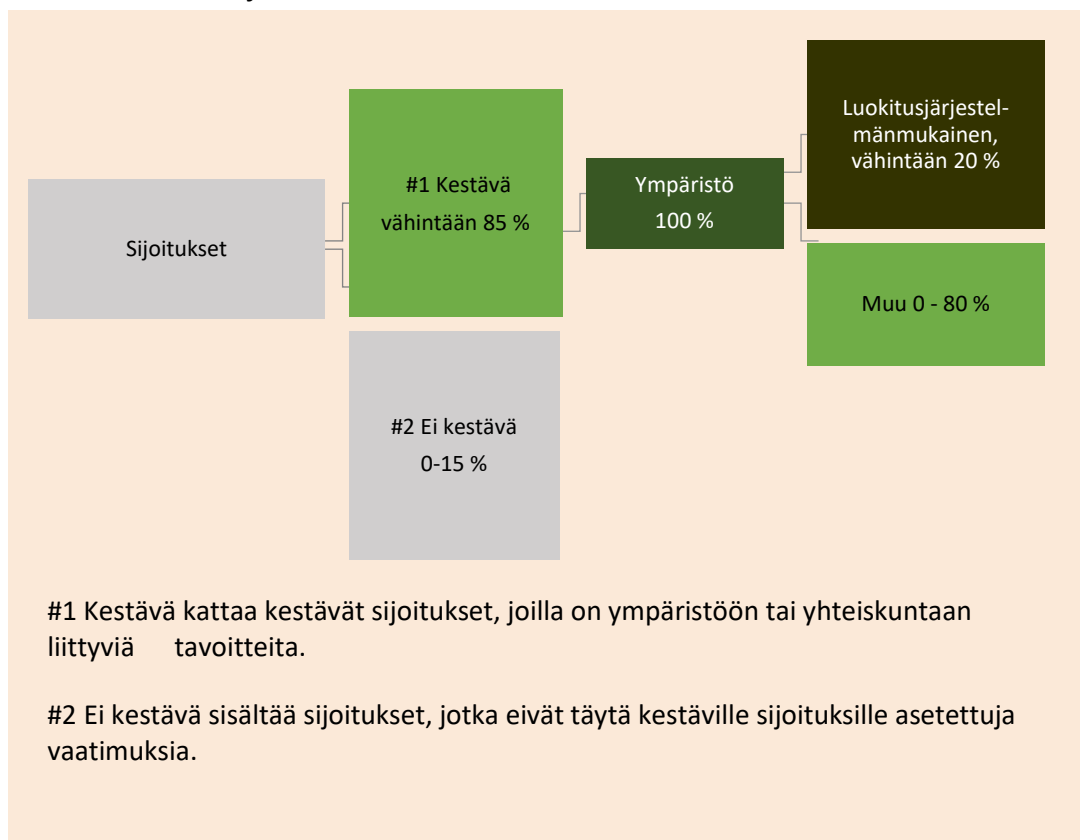 Sijoitukset
#1 Kestävä
vähintään 85 %
#2 Ei kestävä
0-15 %
Ympäristö
100 %
Luokitusjärjestel-
mänmukainen,
vähintään 20 %
Muu 0 - 80 %
#1 Kestävä kattaa kestävät sijoitukset, joilla on ympäristöön tai yhteiskuntaan
liittyviä tavoitteita.
#2 Ei kestävä sisältää sijoitukset, jotka eivät täytä kestäville sijoituksille asetettuja
vaatimuksia.